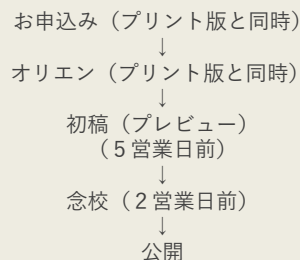 お申込み（プリント版と同時）
↓
オリエン（プリント版と同時）
↓
初稿（プレビュー）
（５営業日前）
↓
念校（２営業日前）
↓
公開